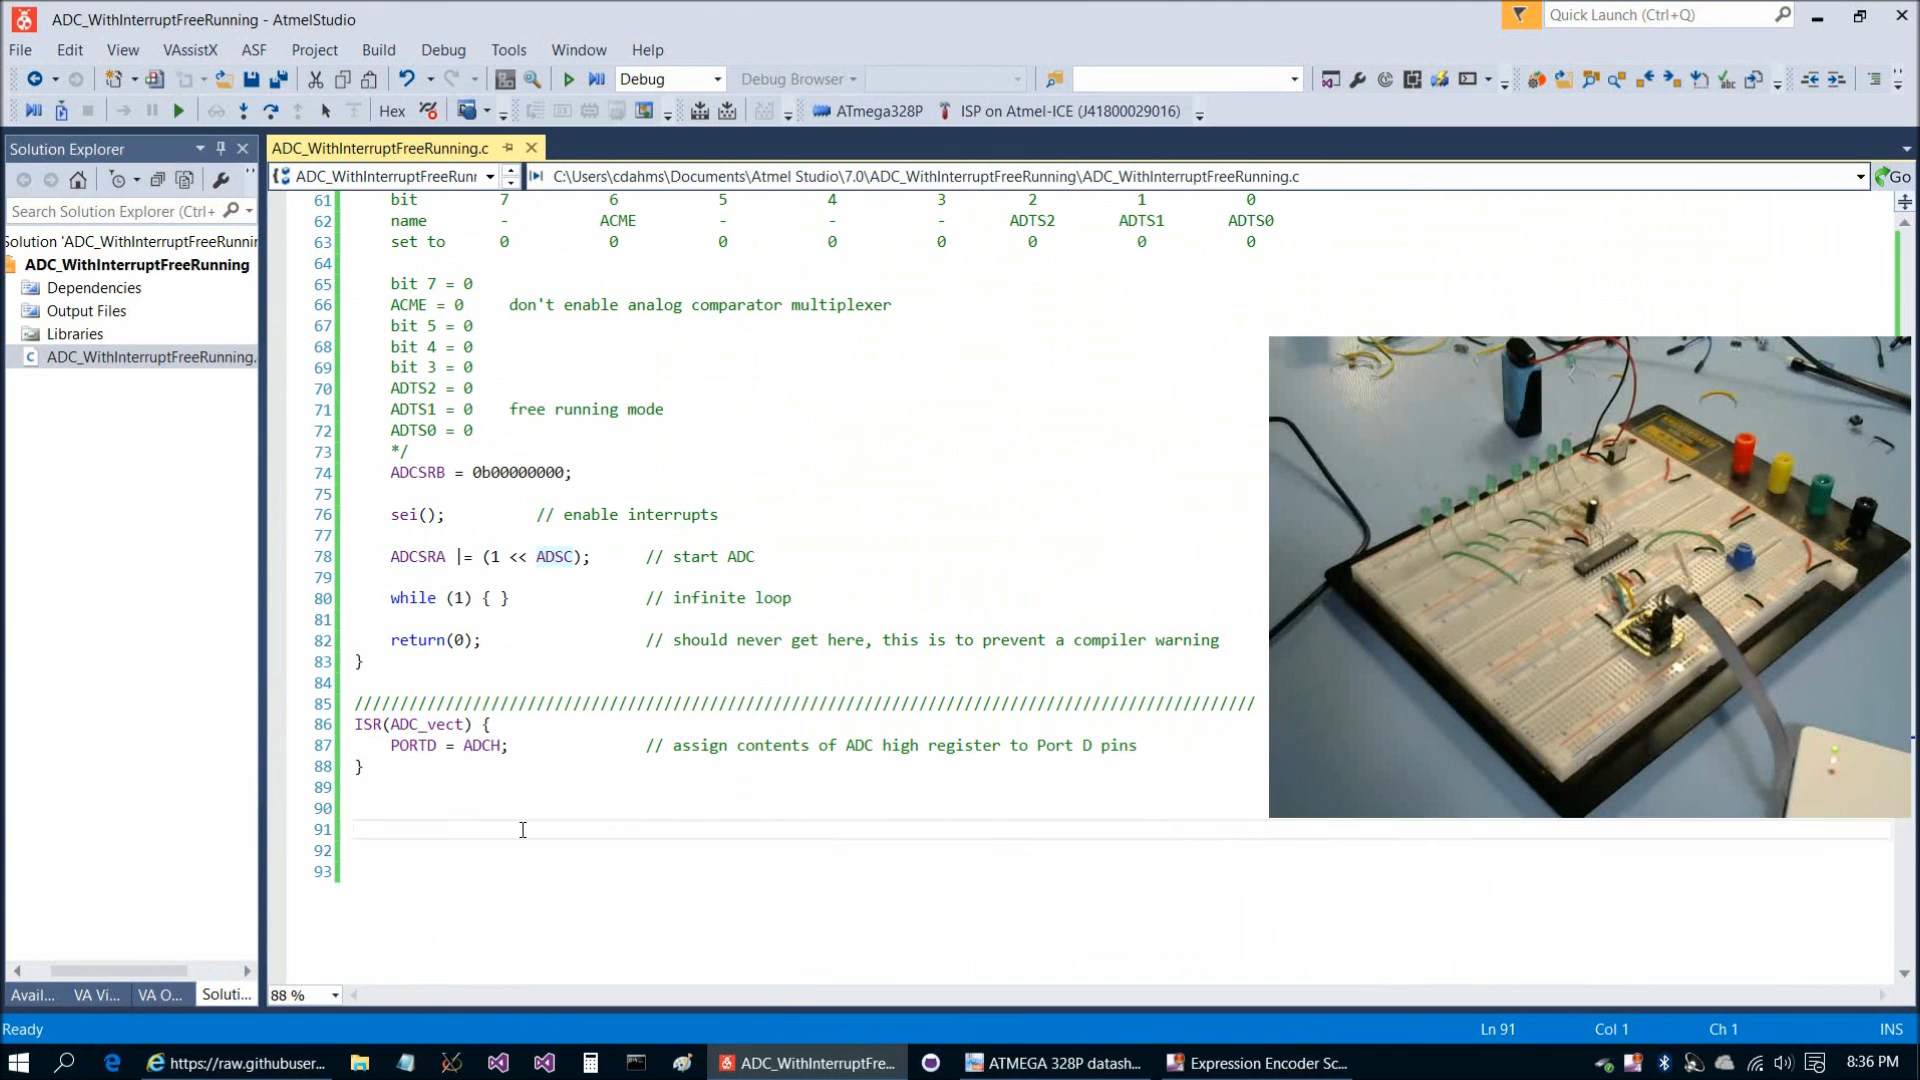 ADC_WithInterruptFreeRunning - AtmelStudio
Quick Launch (Ctrl+Q)
File Edit View VAssistX ASF Project Build Debug Tools Window Help
Debug Debug Browser
Hex ATmega328P ISP on Atmel-ICE (J41800029016)
Solution Explorer
ADC_WithInterruptFreeRunning.c
ADC_WithInterruptFreeRunr C:\Users\cdahms\Documents\Atmel Studio\7.0\ADC_WithInterruptFreeRunning\ADC_WithInterruptFreeRunning.c Go
Search Solution Explorer (Ctrl+
Solution 'ADC_WithInterruptFreeRunnir
ADC_WithInterruptFreeRunning
Dependencies
Output Files
Libraries
C ADC_WithInterruptFreeRunning.
61 bit 7 6 5 4 3 2 1 0
62 name - ACME - - - ADTS2 ADTS1 ADTS0
63 set to 0 0 0 0 0 0 0 0
64
65 bit 7 = 0
66 ACME = 0 don't enable analog comparator multiplexer
67 bit 5 = 0
68 bit 4 = 0
69 bit 3 = 0
70 ADTS2 = 0
71 ADTS1 = 0 free running mode
72 ADTS0 = 0
73 */
74 ADCSRB = 0b00000000;
75
76 sei(); // enable interrupts
77
78 ADCSRA |= (1 << ADSC); // start ADC
79
80 while (1) { } // infinite loop
81
82 return(0); // should never get here, this is to prevent a compiler warning
83 }
84
85 ///////////////////////////////////////////////////////////////////////////////////////////////////
86 ISR(ADC_vect) {
87 PORTD = ADCH; // assign contents of ADC high register to Port D pins
88 }
89
90
91
92
93
Avail... VA Vi... VA O... Soluti...
88 %
Ready Ln 91 Col 1 Ch 1 INS
https://raw.githubuser... ADC_WithInterruptFre... ATMEGA 328P datash... Expression Encoder Sc... 8:36 PM